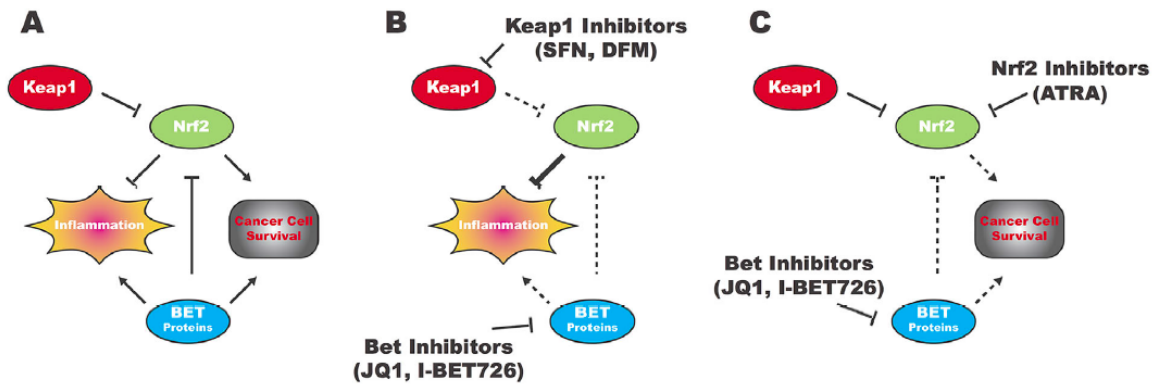 A
Keap1
Nrf2
Inflammation
Cancer Cell
Survival
BET
Proteins
B
Keap1 Inhibitors
(SFN, DFM)
Keap1
Nrf2
Inflammation
BET
Proteins
Bet Inhibitors
(JQ1, I-BET726)
C
Keap1
Nrf2 Inhibitors
(ATRA)
Nrf2
Cancer Cell
Survival
Bet Inhibitors
(JQ1, I-BET726)
BET
Proteins